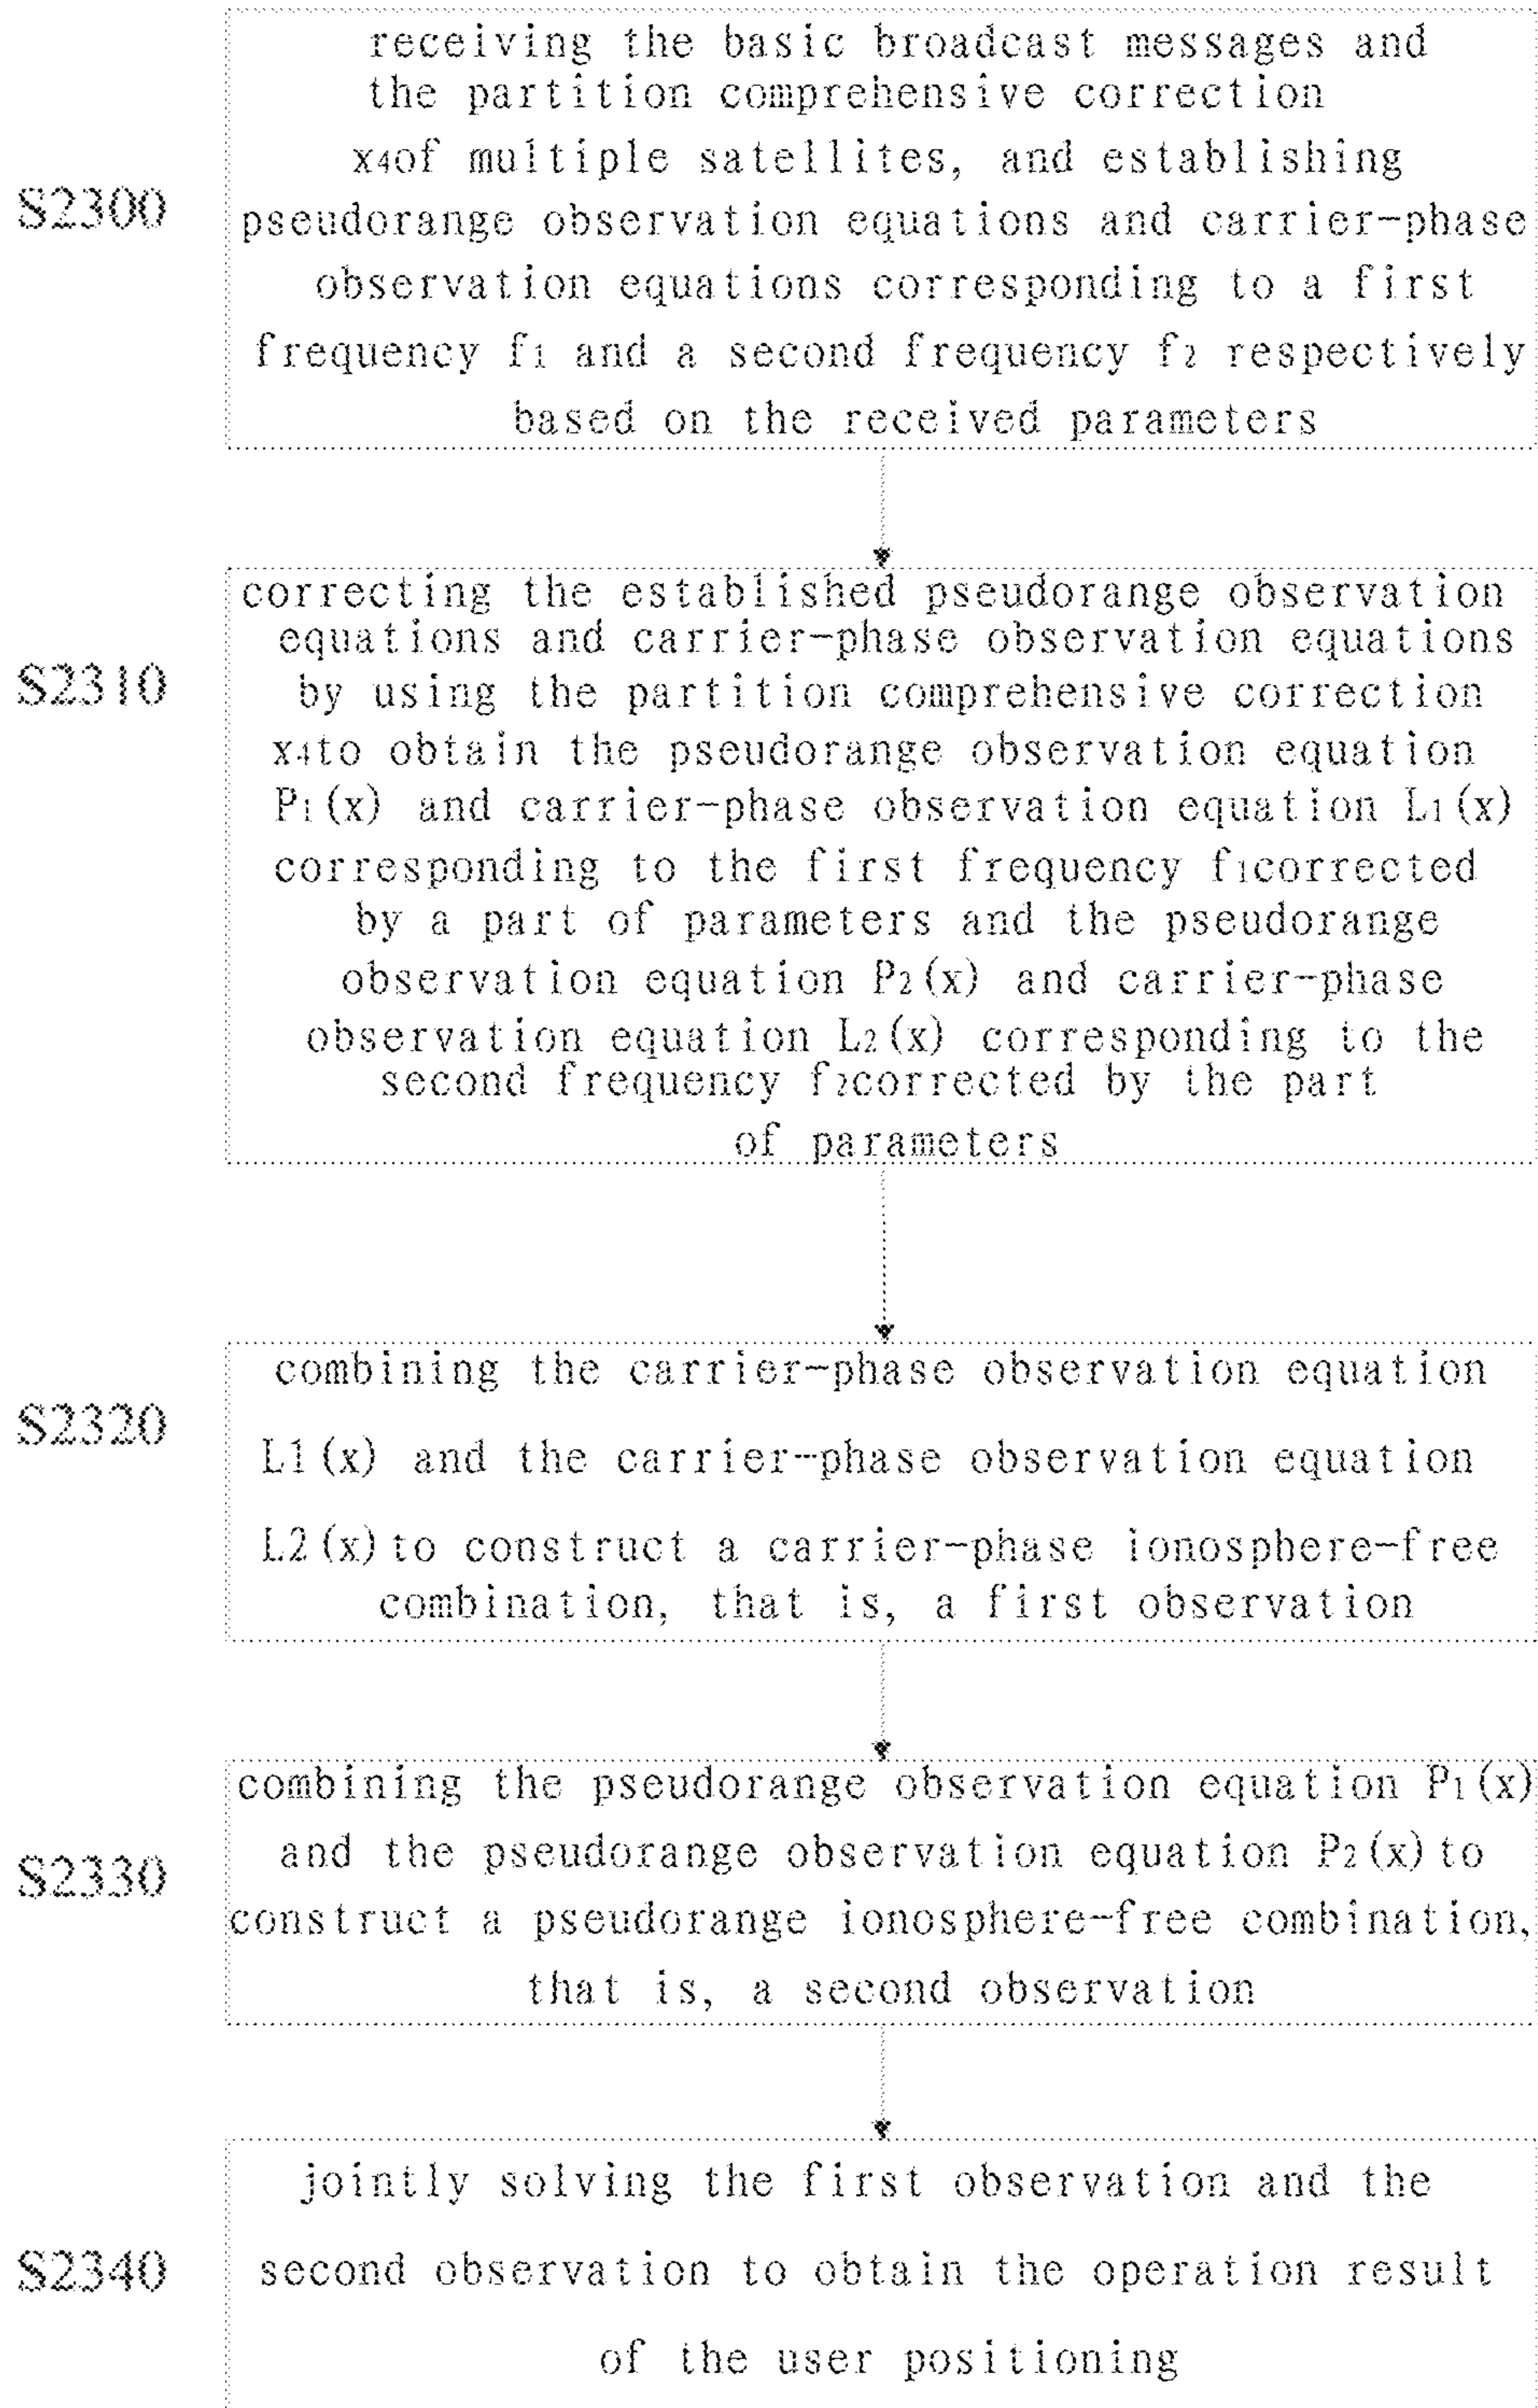 receiving the basic broadcast messages and
the partition comprehensive correction
x4of multiple satellites, and establishing
S2300
pseudorange observation equations and carrier-phase
observation equations corresponding to a first
frequency f1 and a second frequency f2 respectively
based on the received parameters
correcting the established pseudorange observation
equations and carrier-phase observation equations
S2310
by using the partition comprehensive correction
x4to obtain the pseudorange observation equation
P1(x) and carrier-phase observation equation L1(x)
corresponding to the first frequency f1corrected
by a part of parameters and the pseudorange
observation equation P2(x) and carrier-phase
observation equation L2(x) corresponding to the
second frequency f2corrected by the part
of parameters
combining the carrier-phase observation equation
S2320
L1(x) and the carrier-phase observation equation
L2(x)to construct a carrier-phase ionosphere-free
combination, that is, a first observation
combining the pseudorange observation equation P1(x)
and the pseudorange observation equation P2(x)to
S2330
construct a pseudorange ionosphere-free combination,
that is, a second observation
jointly solving the first observation and the
S2340
second observation to obtain the operation result
of the user positioning